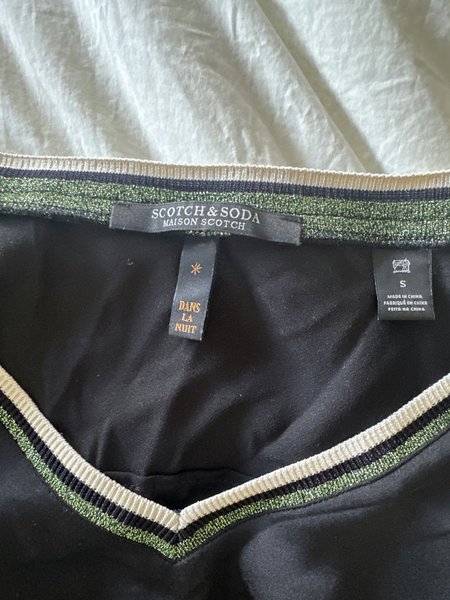 SCOTCH & SODA
MAISON SCOTCH
DANS
LA
NUIT
S
MADE IN CHINA
FABRIQUÉ EN CHINE
FEITO NA CHINA